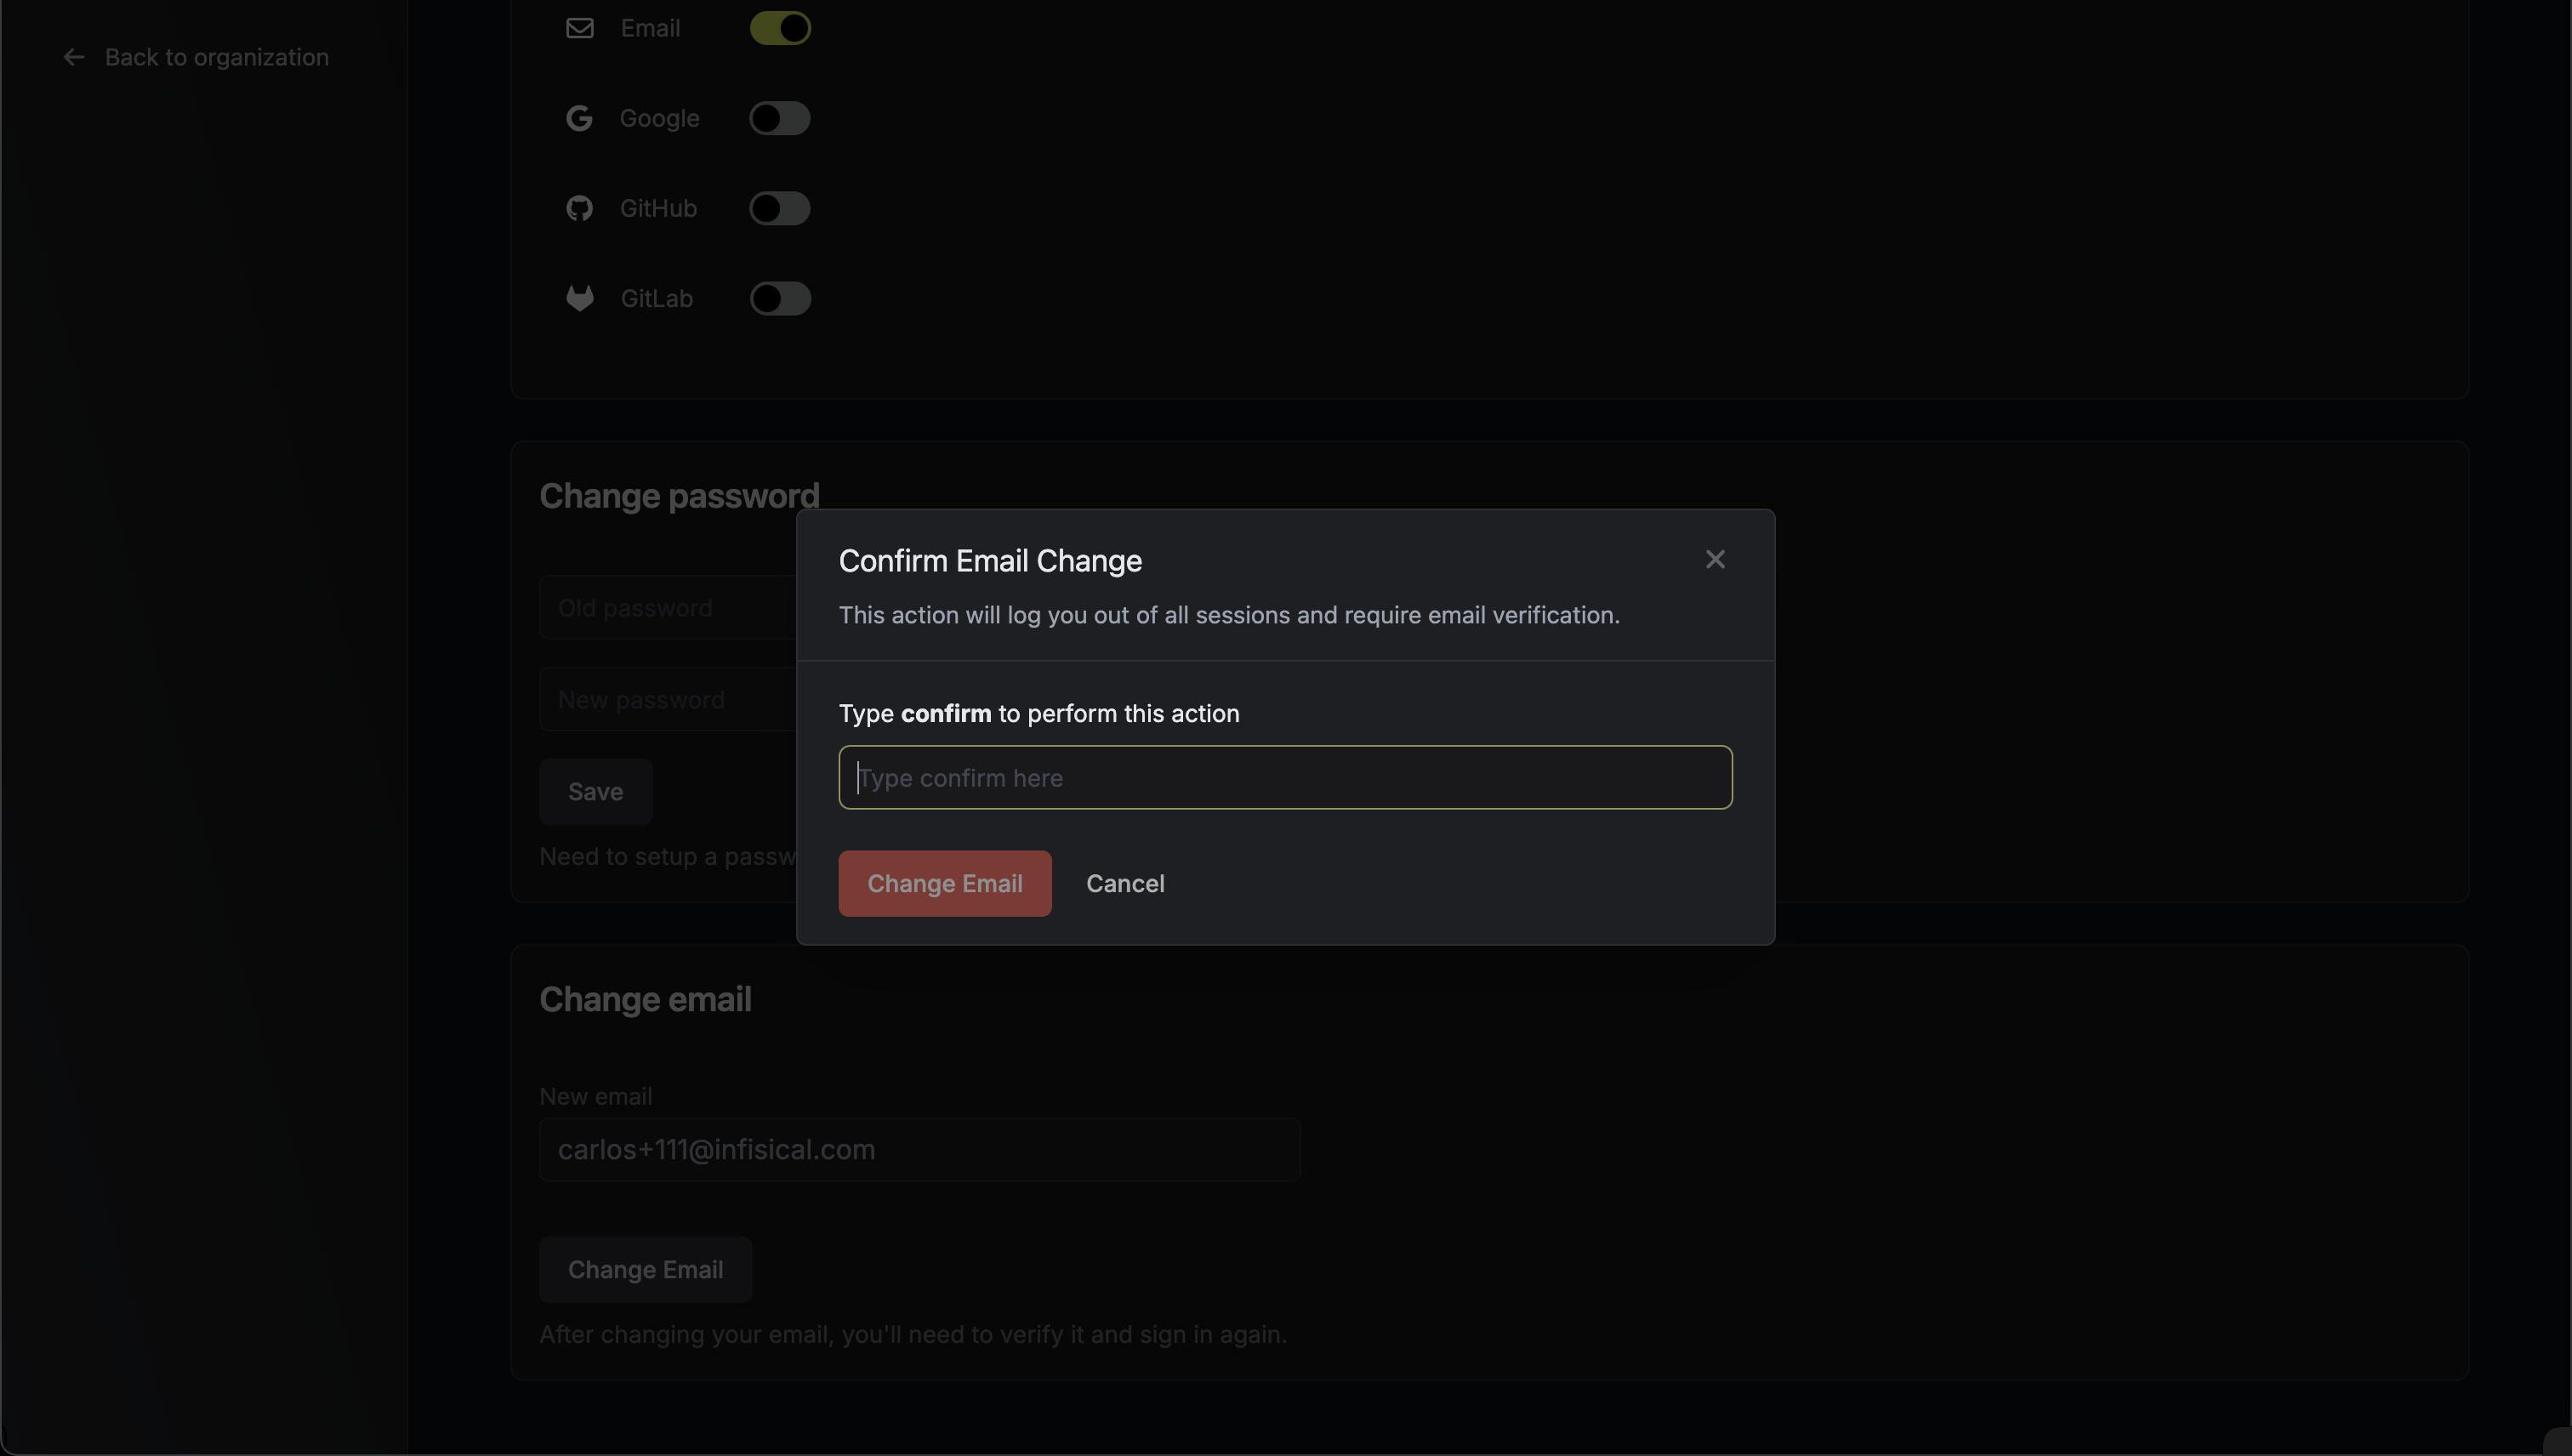 Back to organization
Email
Google
GitHub
GitLab
Change password
Old password
New password
Save
Need to setup a passw
Confirm Email Change
This action will log you out of all sessions and require email verification.
Type confirm to perform this action
Type confirm here
Change Email
Cancel
Change email
New email
carlos+111@infisical.com
Change Email
After changing your email, you'll need to verify it and sign in again.